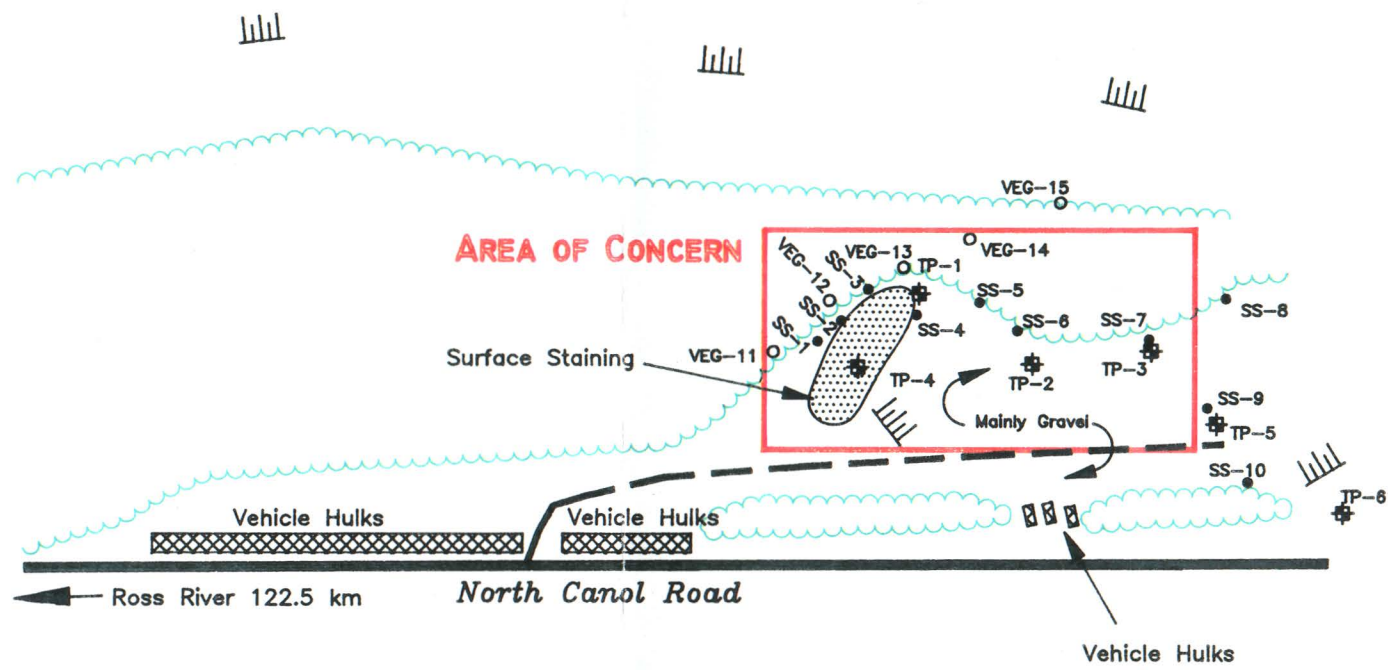 VEG-15
AREA OF CONCERN
VEG-12
SS-3
VEG-13
TP-1
VEG-14
SS-2
SS-5
SS-8
SS-1
SS-4
SS-6
SS-7
Surface Staining
VEG-11
TP-4
TP-2
TP-3
SS-9
Mainly Gravel
TP-5
SS-10
TP-6
Vehicle Hulks
Vehicle Hulks
Ross River 122.5 km
North Canol Road
Vehicle Hulks